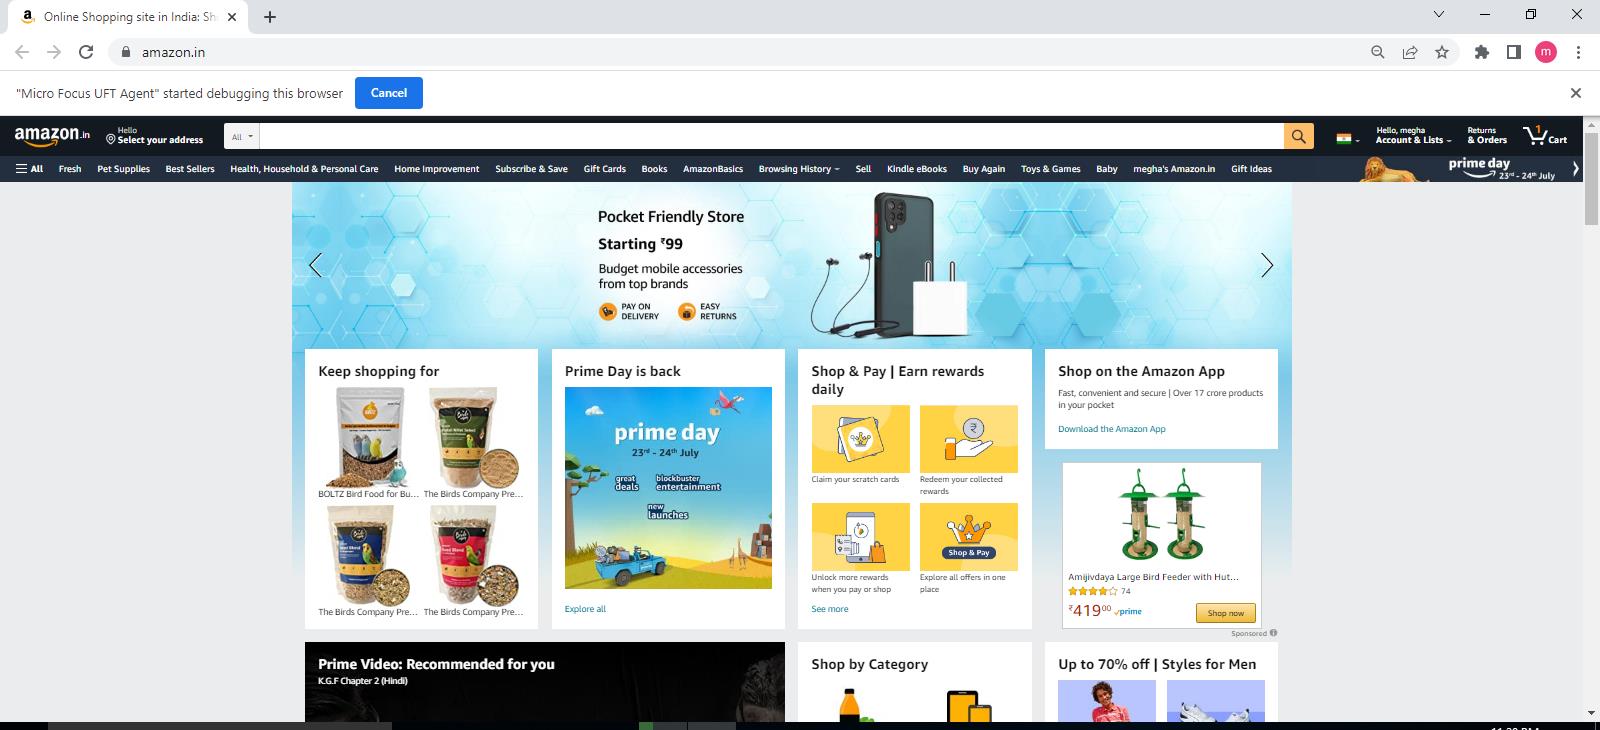 Online Shopping site in India: Sh
amazon.in
"Micro Focus UFT Agent" started debugging this browser
Cancel
amazon.in
Hello
Select your address
All
Hello, megha
Account & Lists
Returns
& Orders
1
Cart
All
Fresh
Pet Supplies
Best Sellers
Health, Household & Personal Care
Home Improvement
Subscribe & Save
Gift Cards
Books
AmazonBasics
Browsing History
Sell
Kindle eBooks
Buy Again
Toys & Games
Baby
megha's Amazon.in
Gift Ideas
prime day
23rd - 24th July
Pocket Friendly Store
Starting ₹99
Budget mobile accessories
from top brands
PAY ON
DELIVERY
EASY
RETURNS
Keep shopping for
BOLTZ Bird Food for Bu...
The Birds Company Pre...
The Birds Company Pre...
The Birds Company Pre...
Prime Day is back
prime day
23rd - 24th July
great
deals
blockbuster
entertainment
new
launches
Explore all
Shop & Pay | Earn rewards
daily
Claim your scratch cards
Redeem your collected
rewards
Shop & Pay
Unlock more rewards
when you pay or shop
Explore all offers in one
place
See more
Shop on the Amazon App
Fast, convenient and secure | Over 17 crore products
in your pocket
Download the Amazon App
Amijivdaya Large Bird Feeder with Hut...
74
₹41900 prime
Shop now
Sponsored
Prime Video: Recommended for you
K.G.F Chapter 2 (Hindi)
Shop by Category
Up to 70% off | Styles for Men